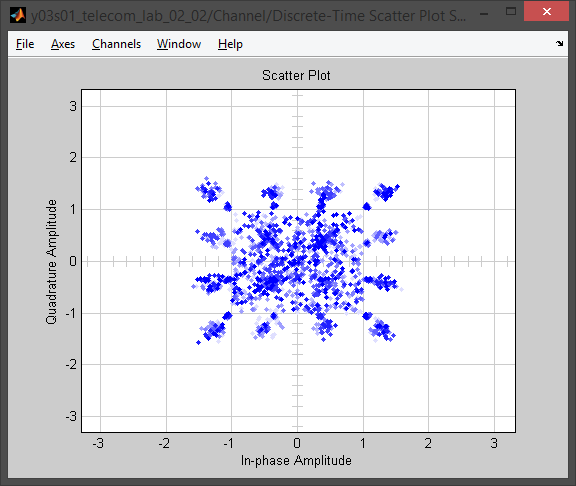 y03s01_telecom_lab_02_02/Channel/Discrete-Time Scatter Plot S...
File Axes Channels Window Help
Scatter Plot
Quadrature Amplitude
3
2
1
0
-1
-2
-3
-3 -2 -1 0 1 2 3
In-phase Amplitude